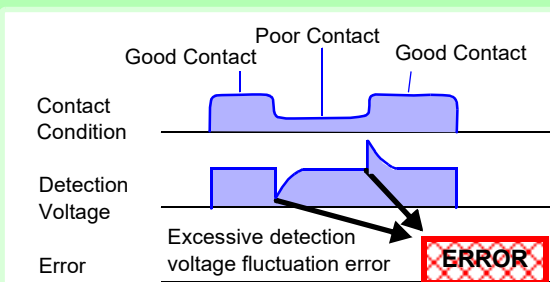 Poor Contact
Good Contact
Good Contact
Contact
Condition
Detection
Voltage
Excessive detection
voltage fluctuation error
Error
ERROR